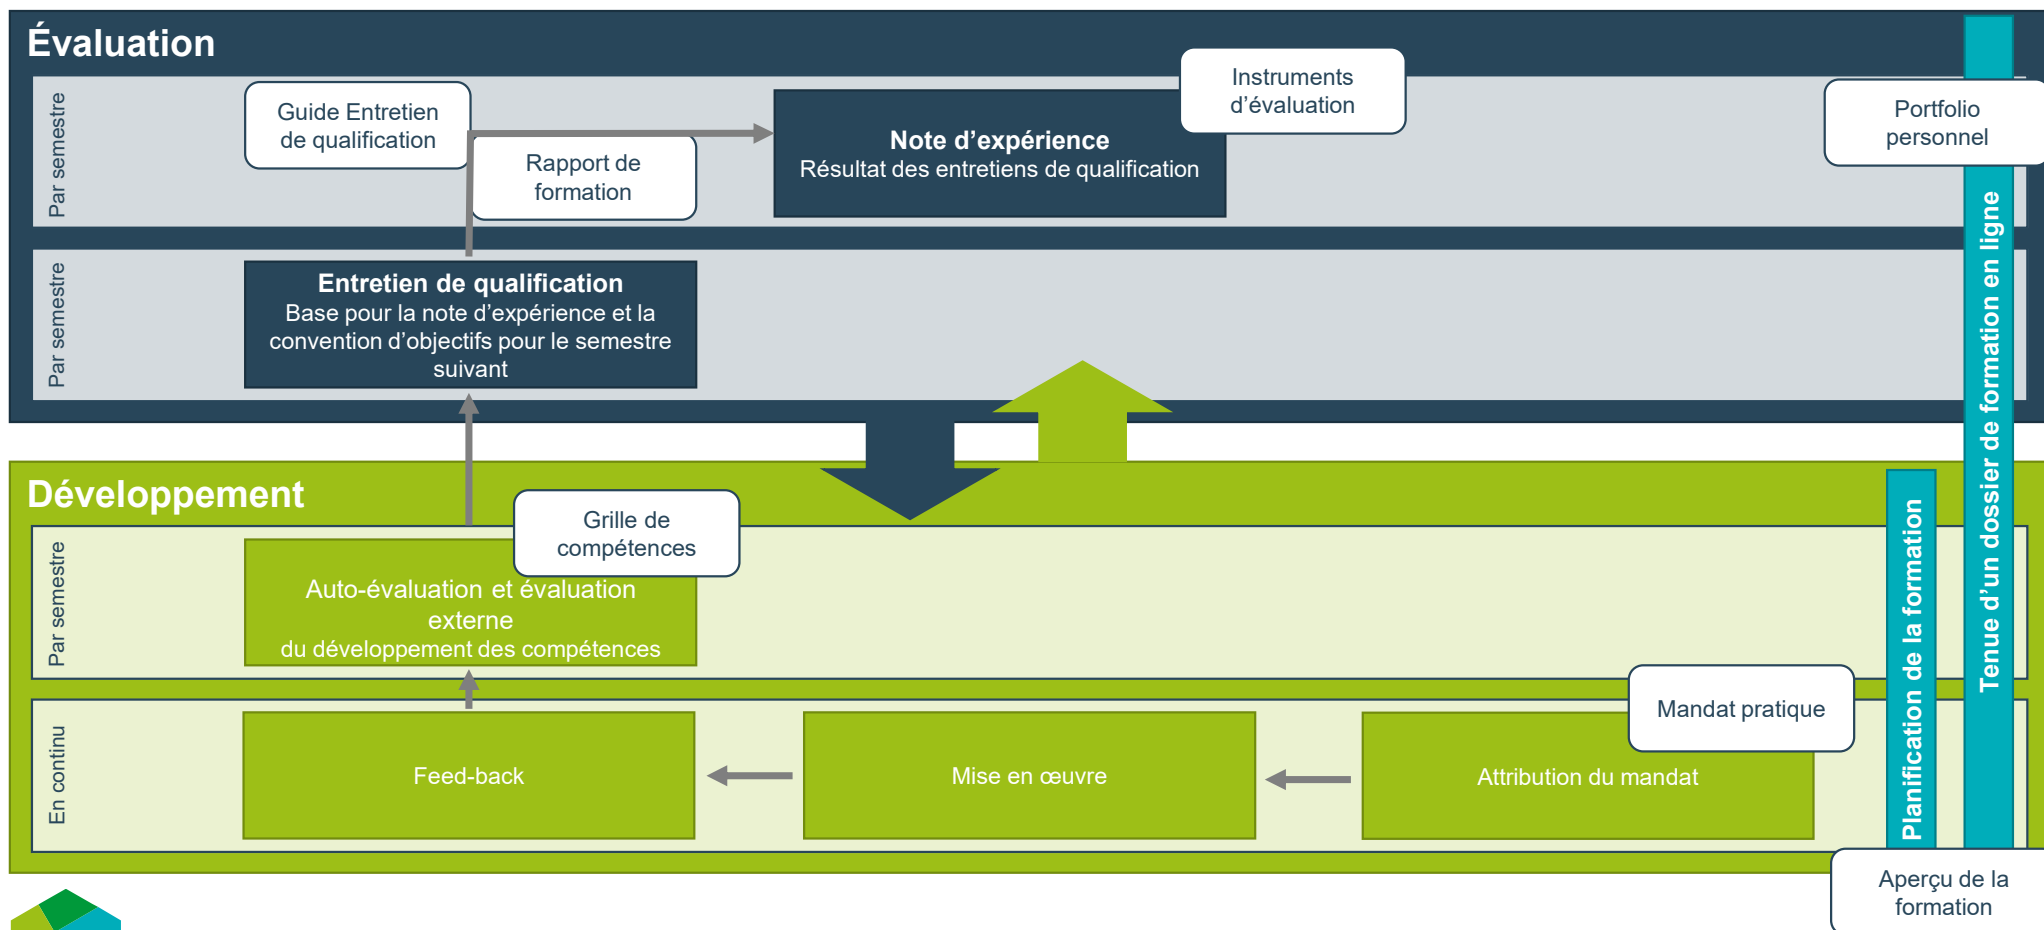 Évaluation
Par semestre
Guide Entretien
de qualification
Rapport de
formation
Note d’expérience
Résultat des entretiens de qualification
Instruments
d’évaluation
Portfolio
personnel
Par semestre
Entretien de qualification
Base pour la note d’expérience et la
convention d’objectifs pour le semestre
suivant
Tenue d’un dossier de formation en ligne
Développement
Par semestre
Grille de
compétences
Auto-évaluation et évaluation
externe
du développement des compétences
Planification de la formation
En continu
Feed-back
Mise en œuvre
Attribution du mandat
Mandat pratique
Aperçu de la
formation